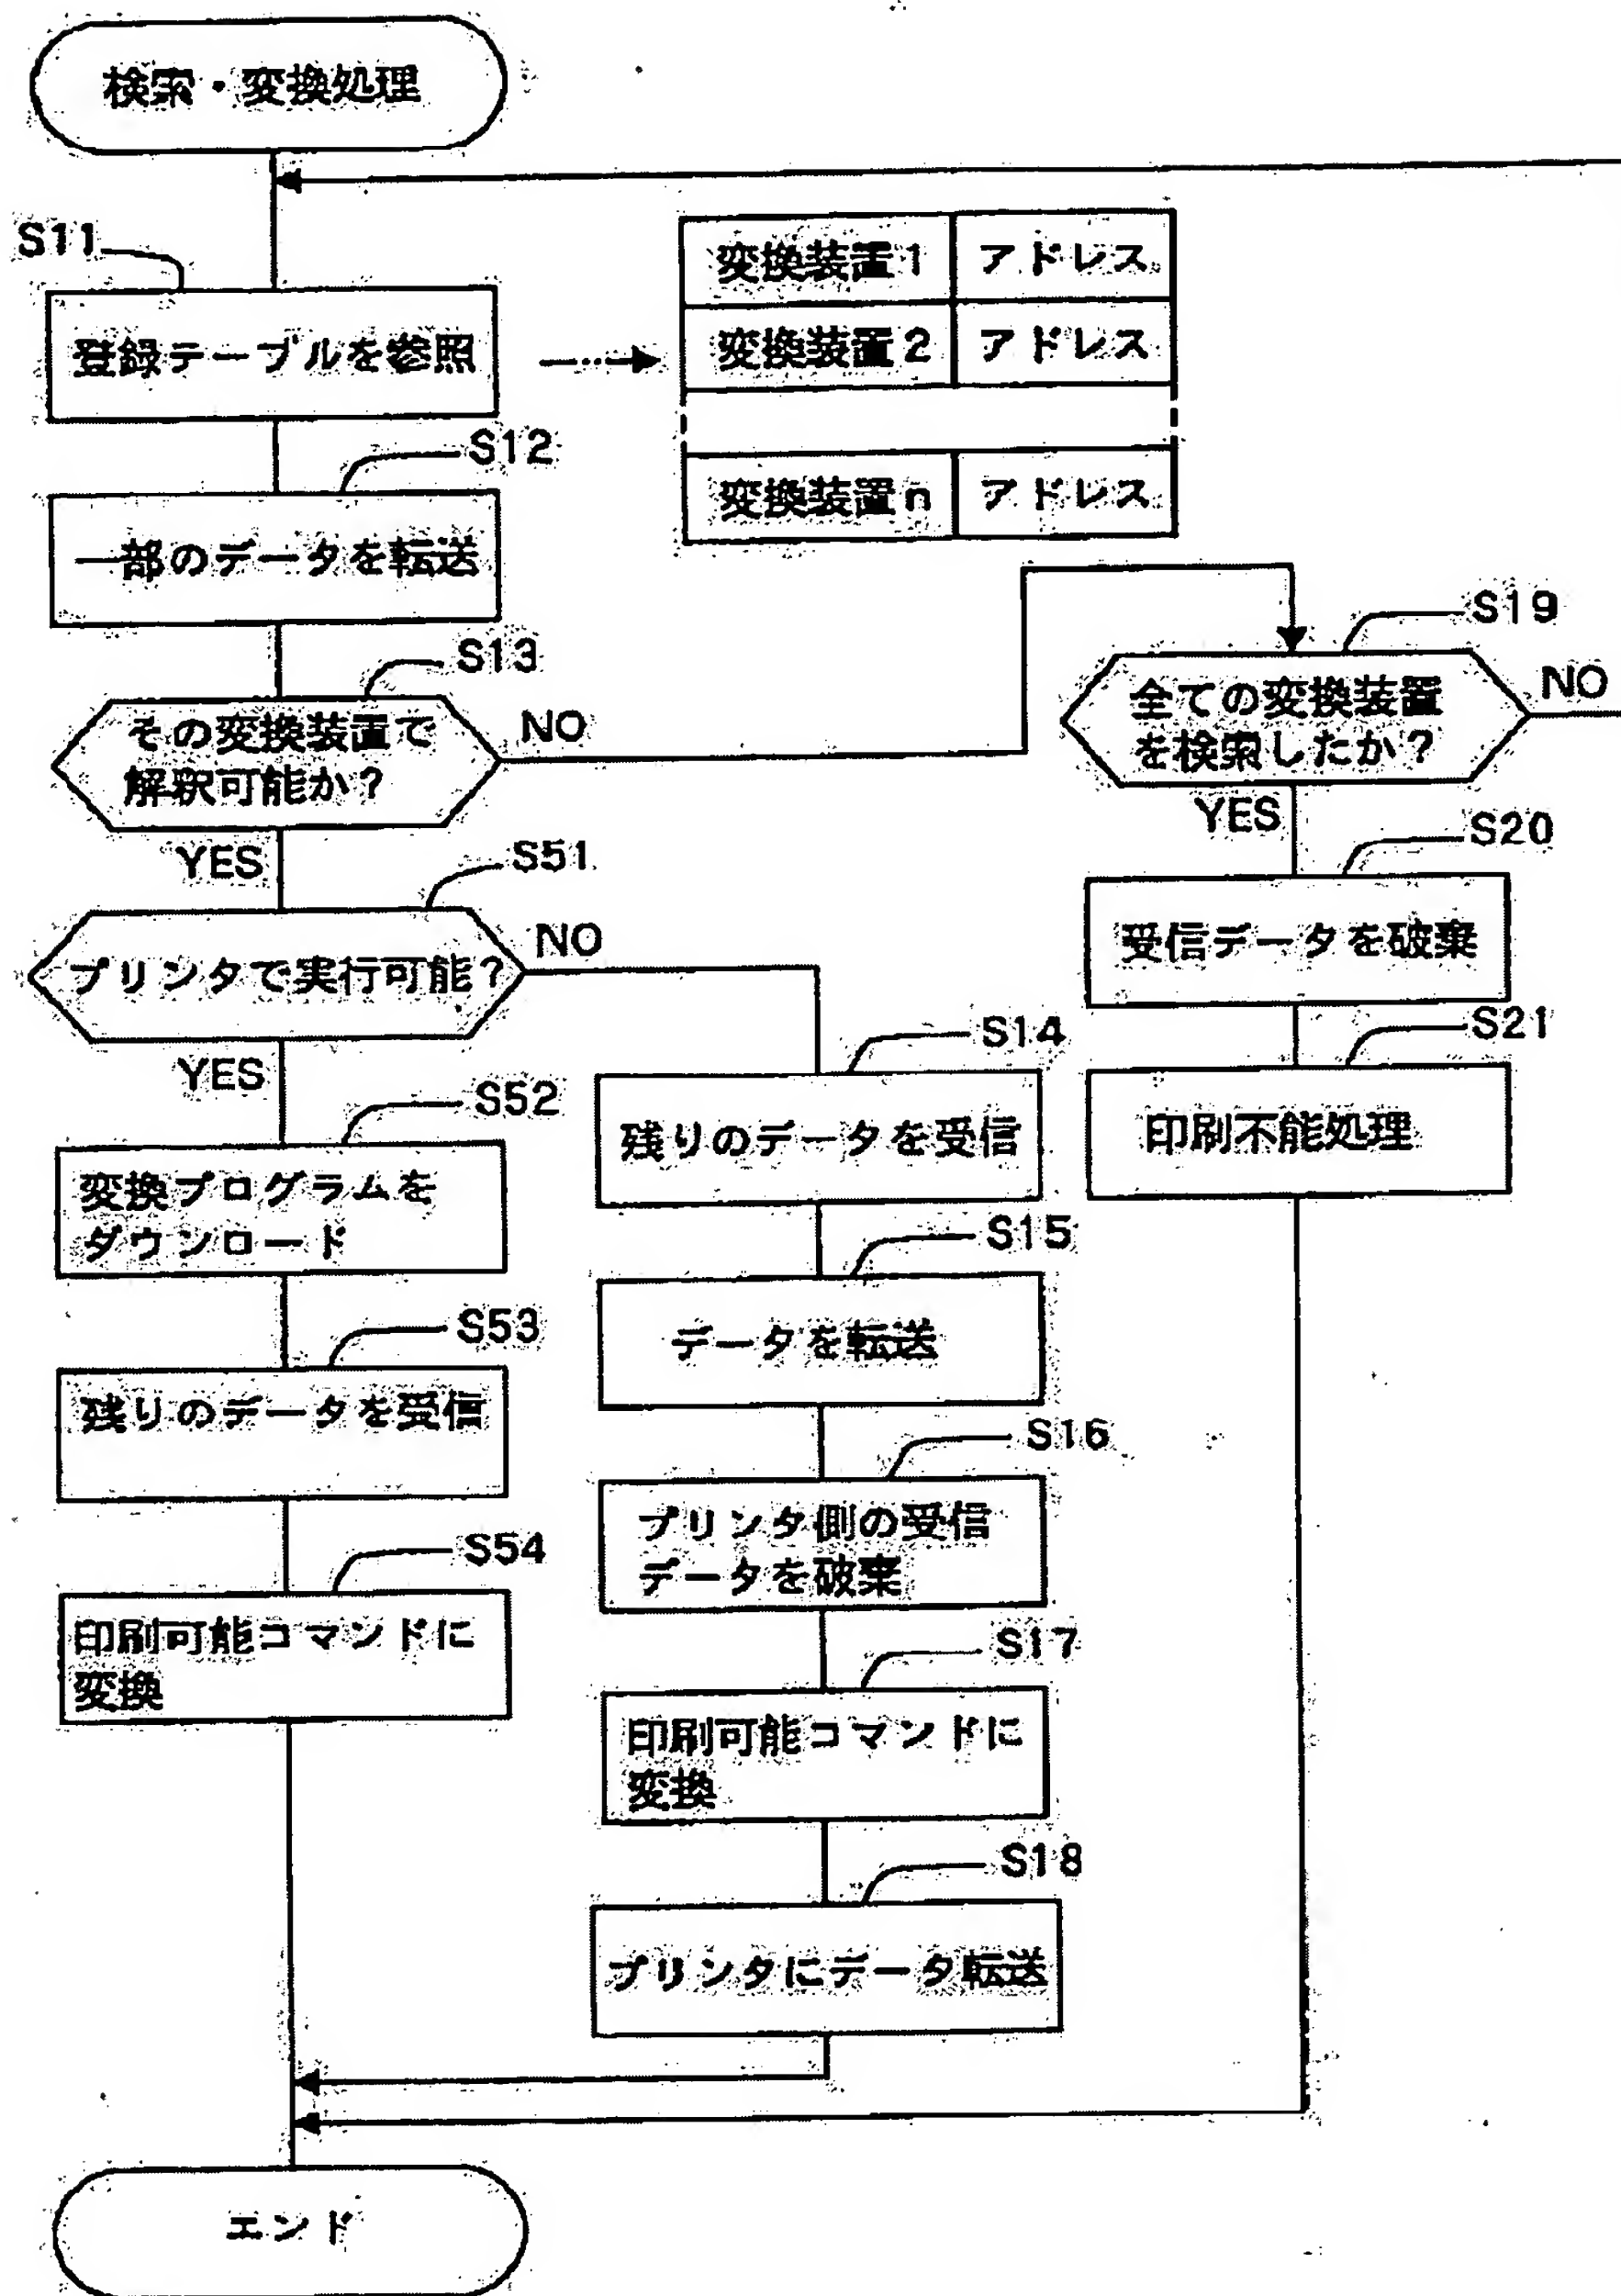 検索・変換処理
S11
登録テーブルを参照
変換装置1 アドレス
変換装置2 アドレス
変換装置n アドレス
S12
一部のデータを転送
S13
その変換装置で
解釈可能か?
NO
YES
S51
プリンタで実行可能?
NO
YES
S52
変換プログラムを
ダウンロード
S53
残りのデータを受信
S54
印刷可能コマンドに
変換
S14
残りのデータを受信
S15
データを転送
S16
プリンタ側の受信
データを破棄
S17
印刷可能コマンドに
変換
S18
プリンタにデータ転送
S19
全ての変換装置
を検索したか?
NO
YES
S20
受信データを破棄
S21
印刷不能処理
エンド